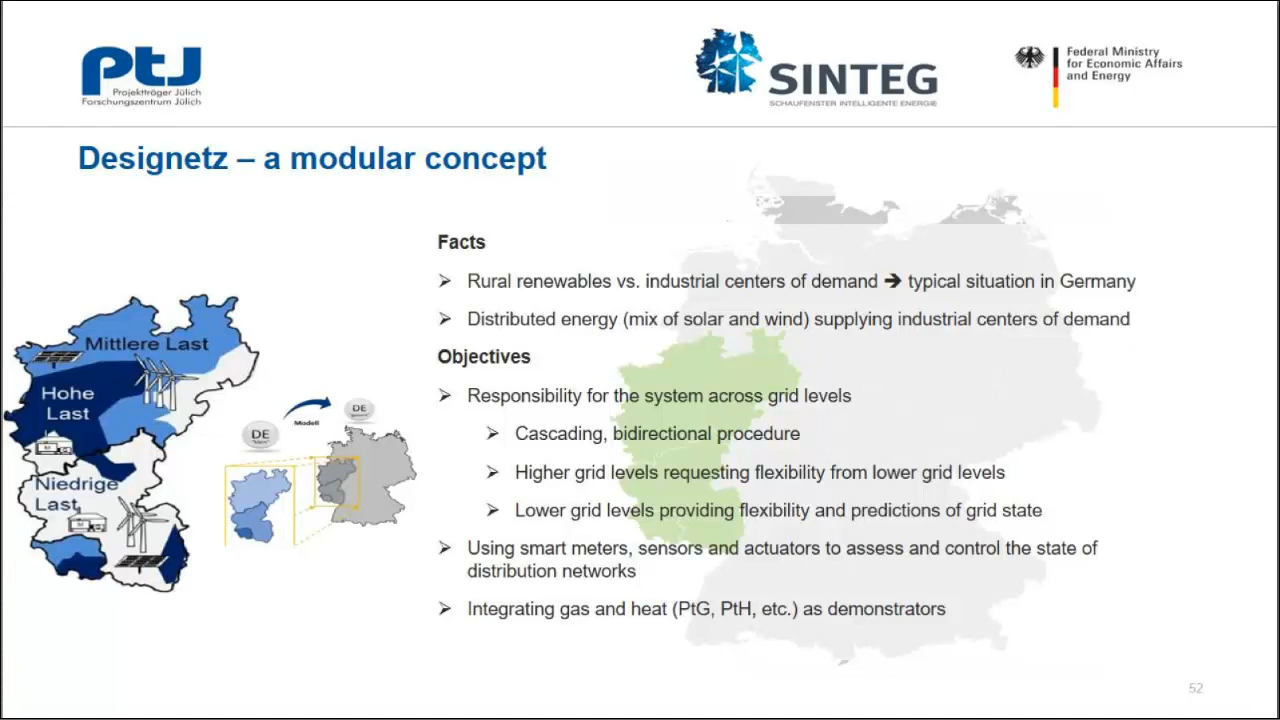 ptJ
Projektträger Jülich
Forschungszentrum Jülich
SINTEG
SCHAUFENSTER INTELLIGENTE ENERGIE
Federal Ministry
for Economic Affairs
and Energy
Designetz – a modular concept
Facts
➢ Rural renewables vs. industrial centers of demand ➔ typical situation in Germany
➢ Distributed energy (mix of solar and wind) supplying industrial centers of demand
Objectives
➢ Responsibility for the system across grid levels
➢ Cascading, bidirectional procedure
➢ Higher grid levels requesting flexibility from lower grid levels
➢ Lower grid levels providing flexibility and predictions of grid state
➢ Using smart meters, sensors and actuators to assess and control the state of
distribution networks
➢ Integrating gas and heat (PtG, PtH, etc.) as demonstrators
Mittlere Last
Hohe
Last
Niedrige
Last
DE
Modell
DE
52